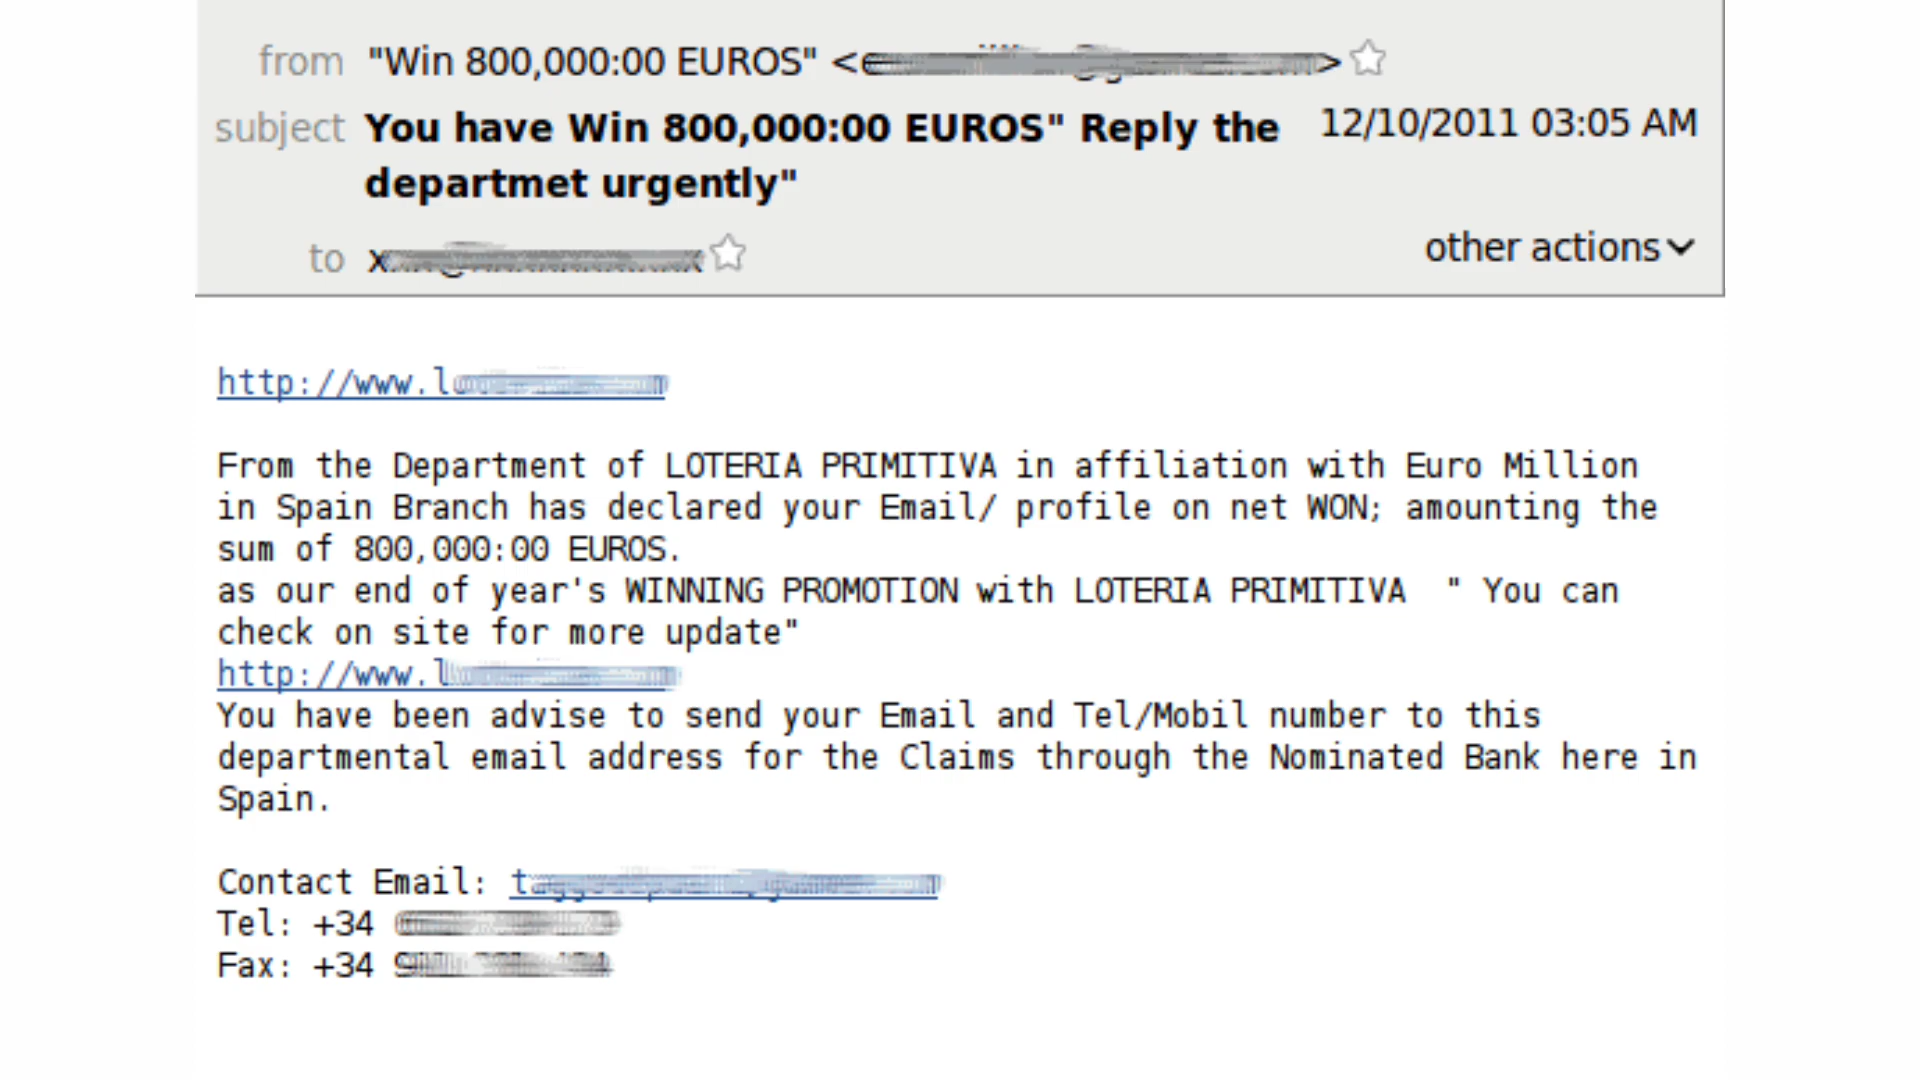 from "Win 800,000:00 EUROS" <
subject You have Win 800,000:00 EUROS" Reply the 12/10/2011 03:05 AM
departmet urgently"
to
other actions
http://www.l
From the Department of LOTERIA PRIMITIVA in affiliation with Euro Million
in Spain Branch has declared your Email/ profile on net WON; amounting the
sum of 800,000:00 EUROS.
as our end of year's WINNING PROMOTION with LOTERIA PRIMITIVA " You can
check on site for more update"
http://www.l
You have been advise to send your Email and Tel/Mobil number to this
departmental email address for the Claims through the Nominated Bank here in
Spain.
Contact Email:
Tel: +34
Fax: +34